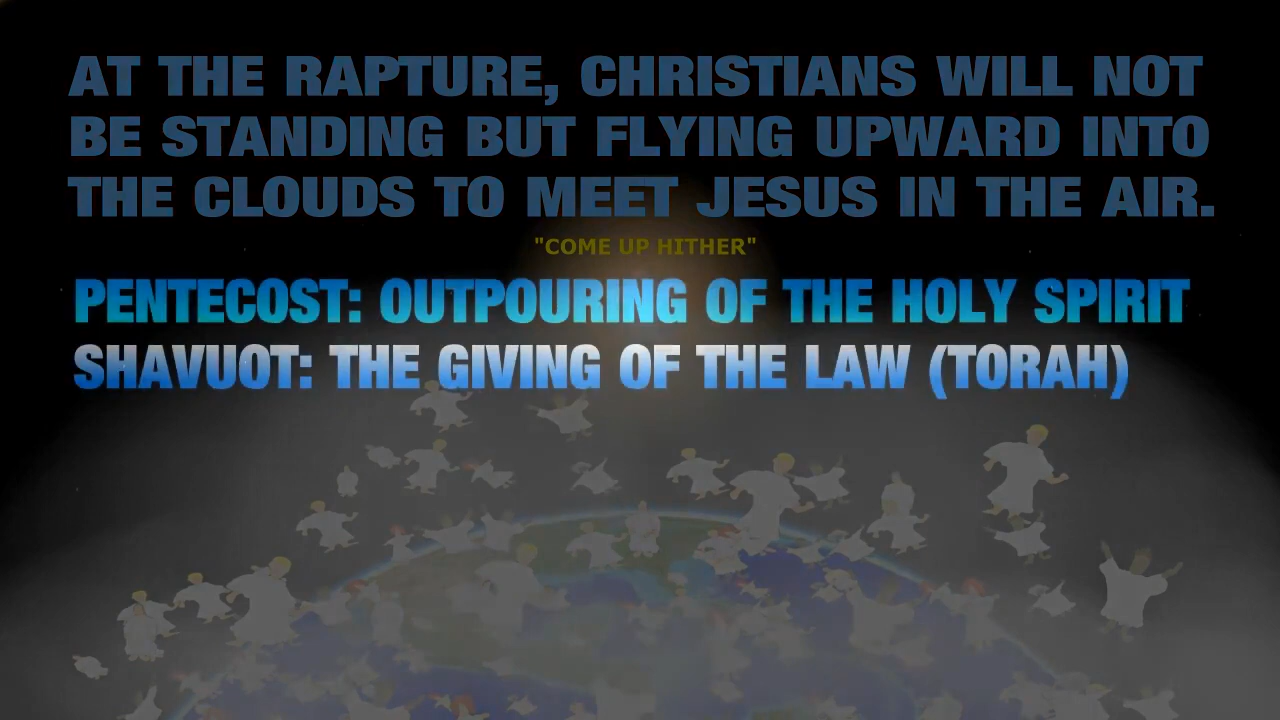 AT THE RAPTURE, CHRISTIANS WILL NOT
BE STANDING BUT FLYING UPWARD INTO
THE CLOUDS TO MEET JESUS IN THE AIR.
"COME UP HITHER"
PENTECOST: OUTPOURING OF THE HOLY SPIRIT
SHAVUOT: THE GIVING OF THE LAW (TORAH)